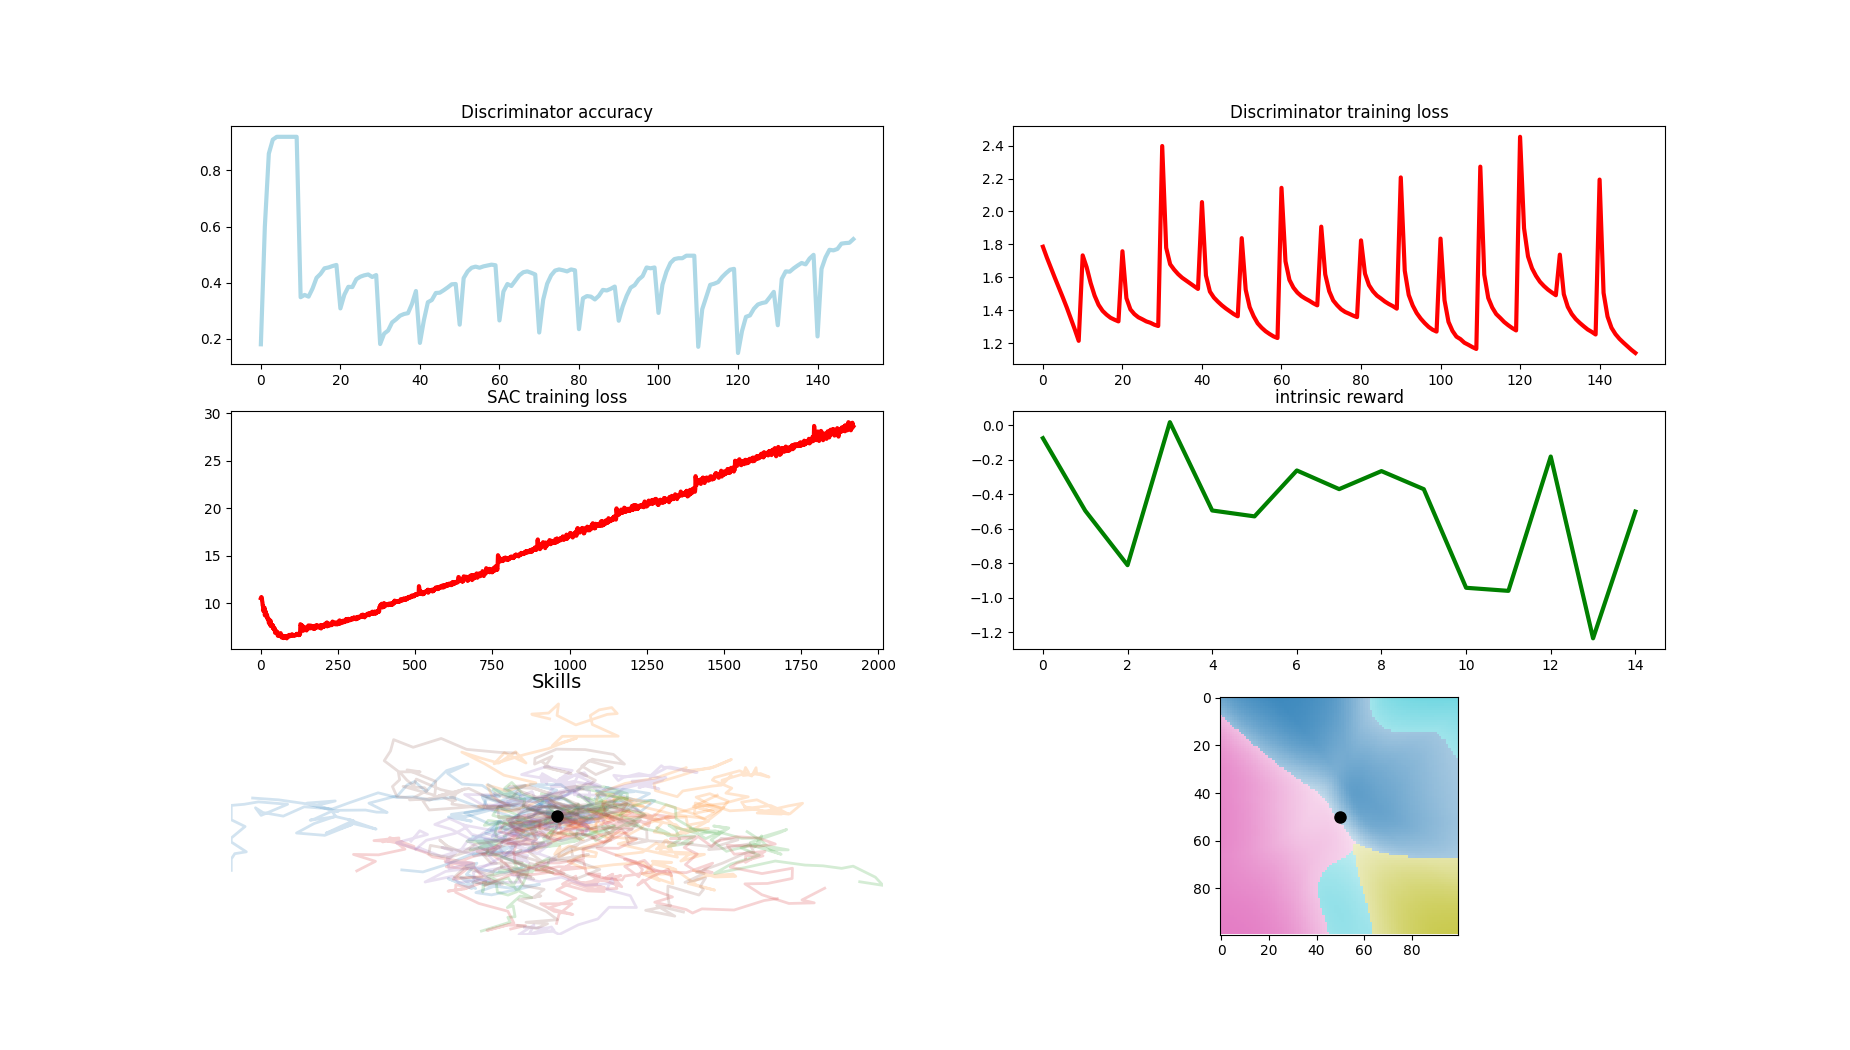 Discriminator accuracy
0.8
0.6
0.4
0.2
0 20 40 60 80 100 120 140
Discriminator training loss
2.4
2.2
2.0
1.8
1.6
1.4
1.2
0 20 40 60 80 100 120 140
SAC training loss
30
25
20
15
10
0 250 500 750 1000 1250 1500 1750 2000
intrinsic reward
0.0
−0.2
−0.4
−0.6
−0.8
−1.0
−1.2
0 2 4 6 8 10 12 14
Skills
0
20
40
60
80
0 20 40 60 80